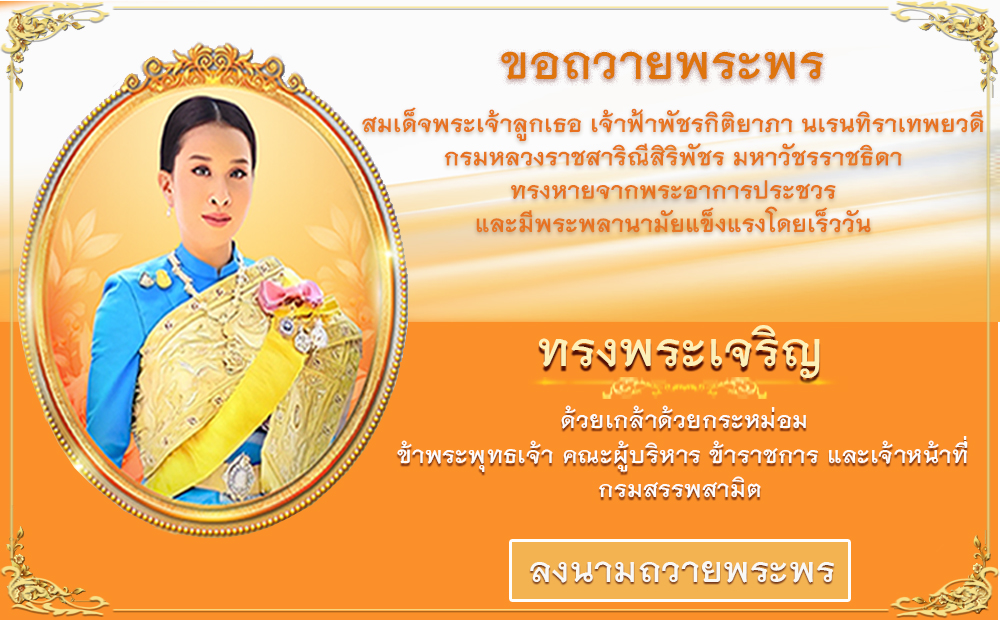 ขอถวายพระพร
สมเด็จพระเจ้าลูกเธอ เจ้าฟ้าพัชรกิติยาภา นเรนทิราเทพยวดี
กรมหลวงราชสาริณีสิริพัชร มหาวัชรราชธิดา
ทรงหายจากพระอาการประชวร
และมีพระพลานามัยแข็งแรงโดยเร็ววัน
ทรงพระเจริญ
ด้วยเกล้าด้วยกระหม่อม
ข้าพระพุทธเจ้า คณะผู้บริหาร ข้าราชการ และเจ้าหน้าที่
กรมสรรพสามิต
ลงนามถวายพระพร